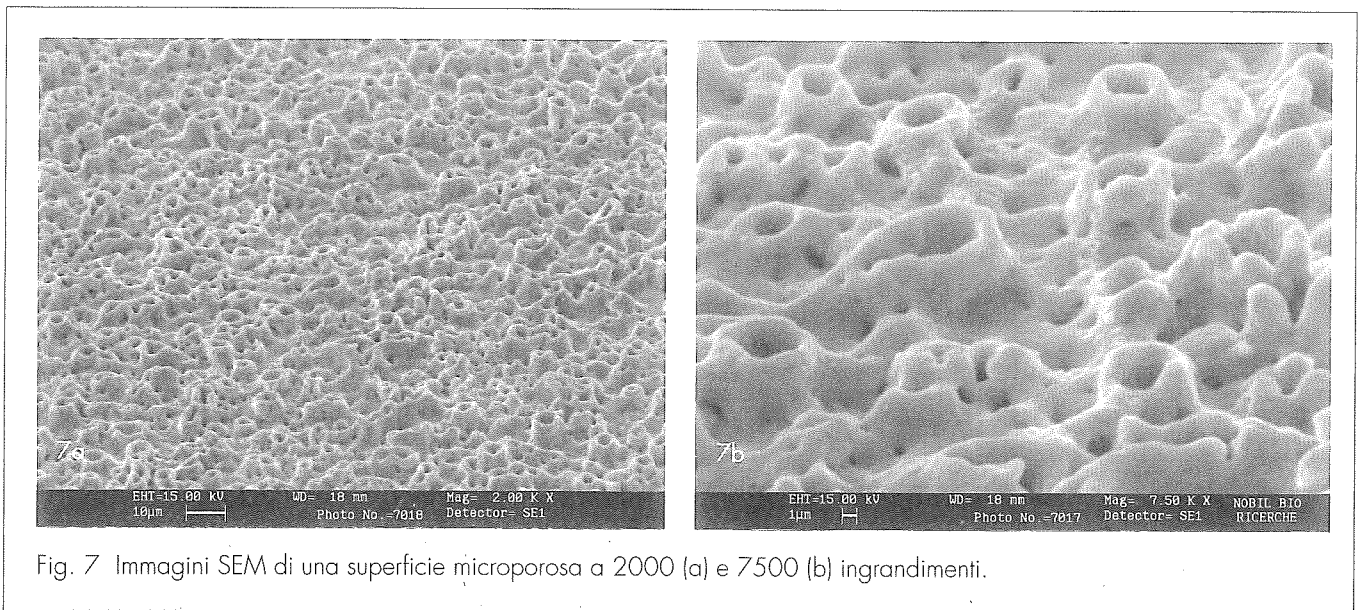 7a
EHT=15.00 kV WD= 18 mm Mag= 2.00 K X
10µm Photo No.=7018 Detector= SE1
7b
EHT=15.00 kV WD= 18 mm Mag= 7.50 K X NOBIL BIO
1µm Photo No.=7017 Detector= SE1 RICERCHE
Fig. 7 Immagini SEM di una superficie microporosa a 2000 (a) e 7500 (b) ingrandimenti.